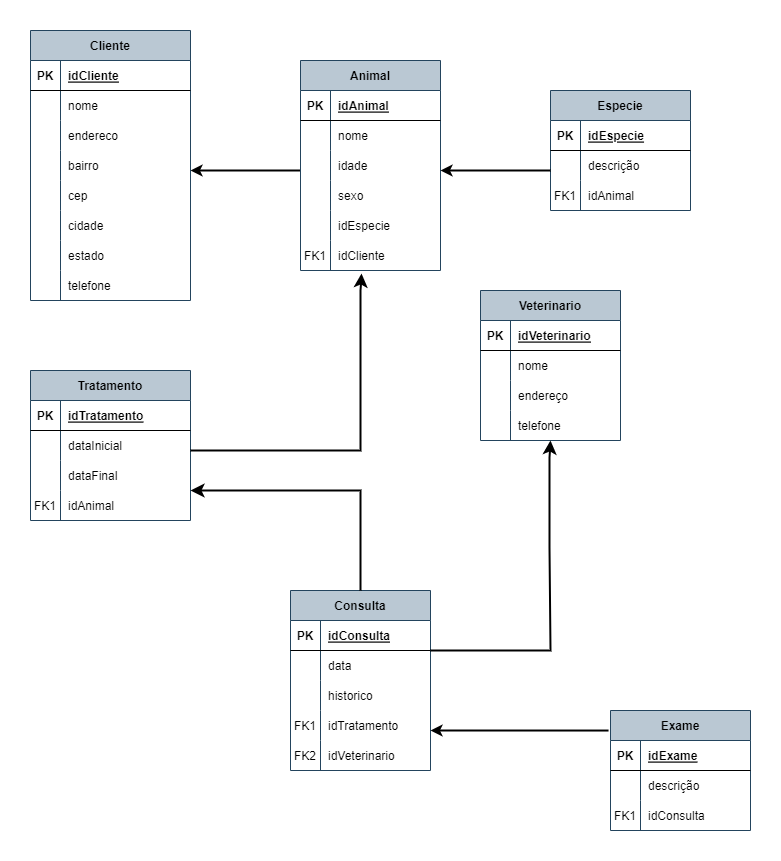 Cliente
PK idCliente
nome
endereco
bairro
cep
cidade
estado
telefone
Animal
PK idAnimal
nome
idade
sexo
idEspecie
FK1 idCliente
Especie
PK idEspecie
descrição
FK1 idAnimal
Veterinario
PK idVeterinario
nome
endereço
telefone
Tratamento
PK idTratamento
dataInicial
dataFinal
FK1 idAnimal
Consulta
PK idConsulta
data
historico
FK1 idTratamento
FK2 idVeterinario
Exame
PK idExame
descrição
FK1 idConsulta